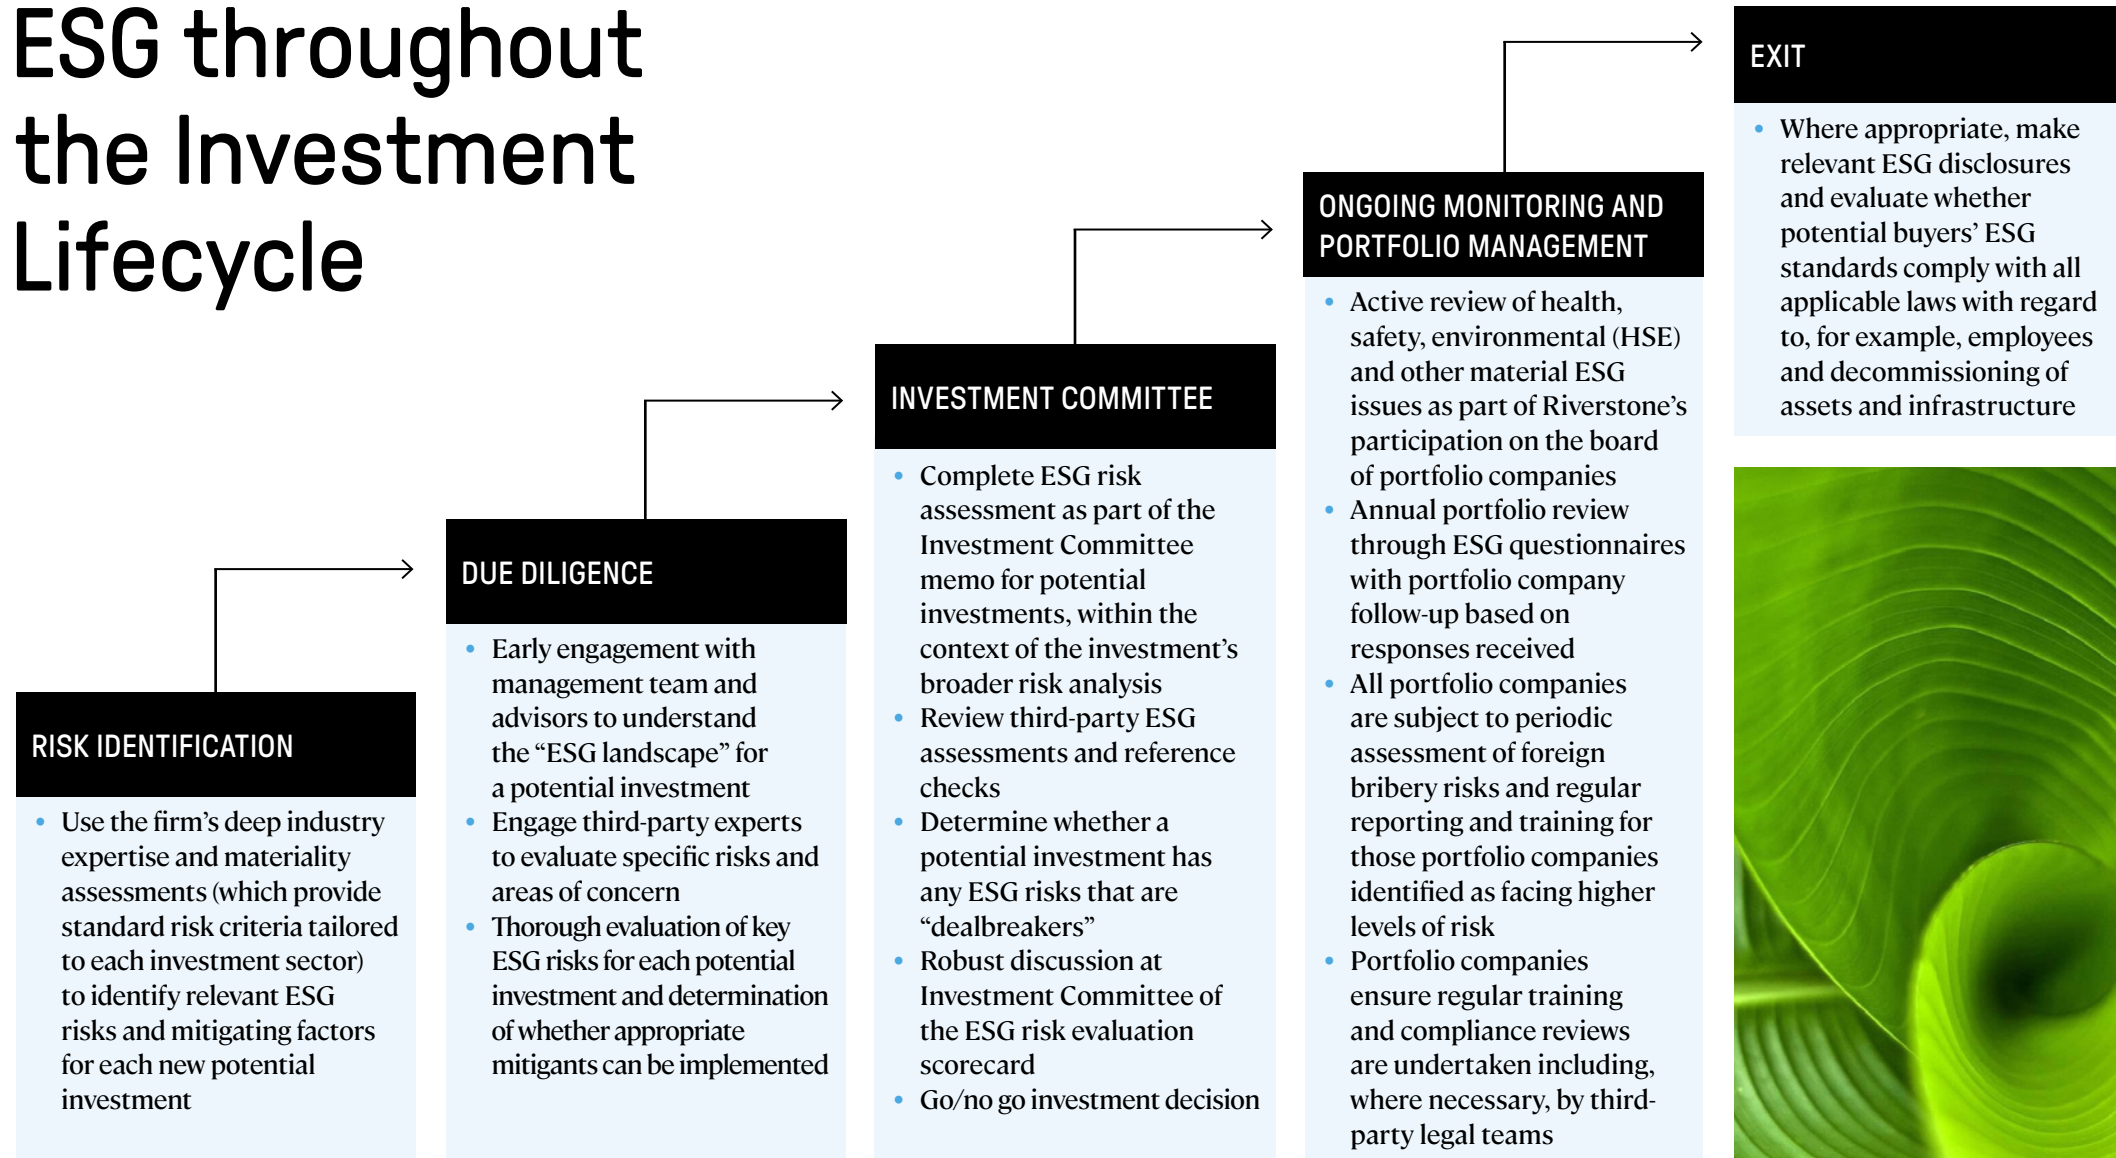 ESG throughout
the Investment
Lifecycle
RISK IDENTIFICATION
• Use the firm’s deep industry
expertise and materiality
assessments (which provide
standard risk criteria tailored
to each investment sector)
to identify relevant ESG
risks and mitigating factors
for each new potential
investment
DUE DILIGENCE
• Early engagement with
management team and
advisors to understand
the “ESG landscape” for
a potential investment
• Engage third-party experts
to evaluate specific risks and
areas of concern
• Thorough evaluation of key
ESG risks for each potential
investment and determination
of whether appropriate
mitigants can be implemented
INVESTMENT COMMITTEE
• Complete ESG risk
assessment as part of the
Investment Committee
memo for potential
investments, within the
context of the investment’s
broader risk analysis
• Review third-party ESG
assessments and reference
checks
• Determine whether a
potential investment has
any ESG risks that are
“dealbreakers”
• Robust discussion at
Investment Committee of
the ESG risk evaluation
scorecard
• Go/no go investment decision
ONGOING MONITORING AND
PORTFOLIO MANAGEMENT
• Active review of health,
safety, environmental (HSE)
and other material ESG
issues as part of Riverstone’s
participation on the board
of portfolio companies
• Annual portfolio review
through ESG questionnaires
with portfolio company
follow-up based on
responses received
• All portfolio companies
are subject to periodic
assessment of foreign
bribery risks and regular
reporting and training for
those portfolio companies
identified as facing higher
levels of risk
• Portfolio companies
ensure regular training
and compliance reviews
are undertaken including,
where necessary, by third-
party legal teams
EXIT
• Where appropriate, make
relevant ESG disclosures
and evaluate whether
potential buyers’ ESG
standards comply with all
applicable laws with regard
to, for example, employees
and decommissioning of
assets and infrastructure